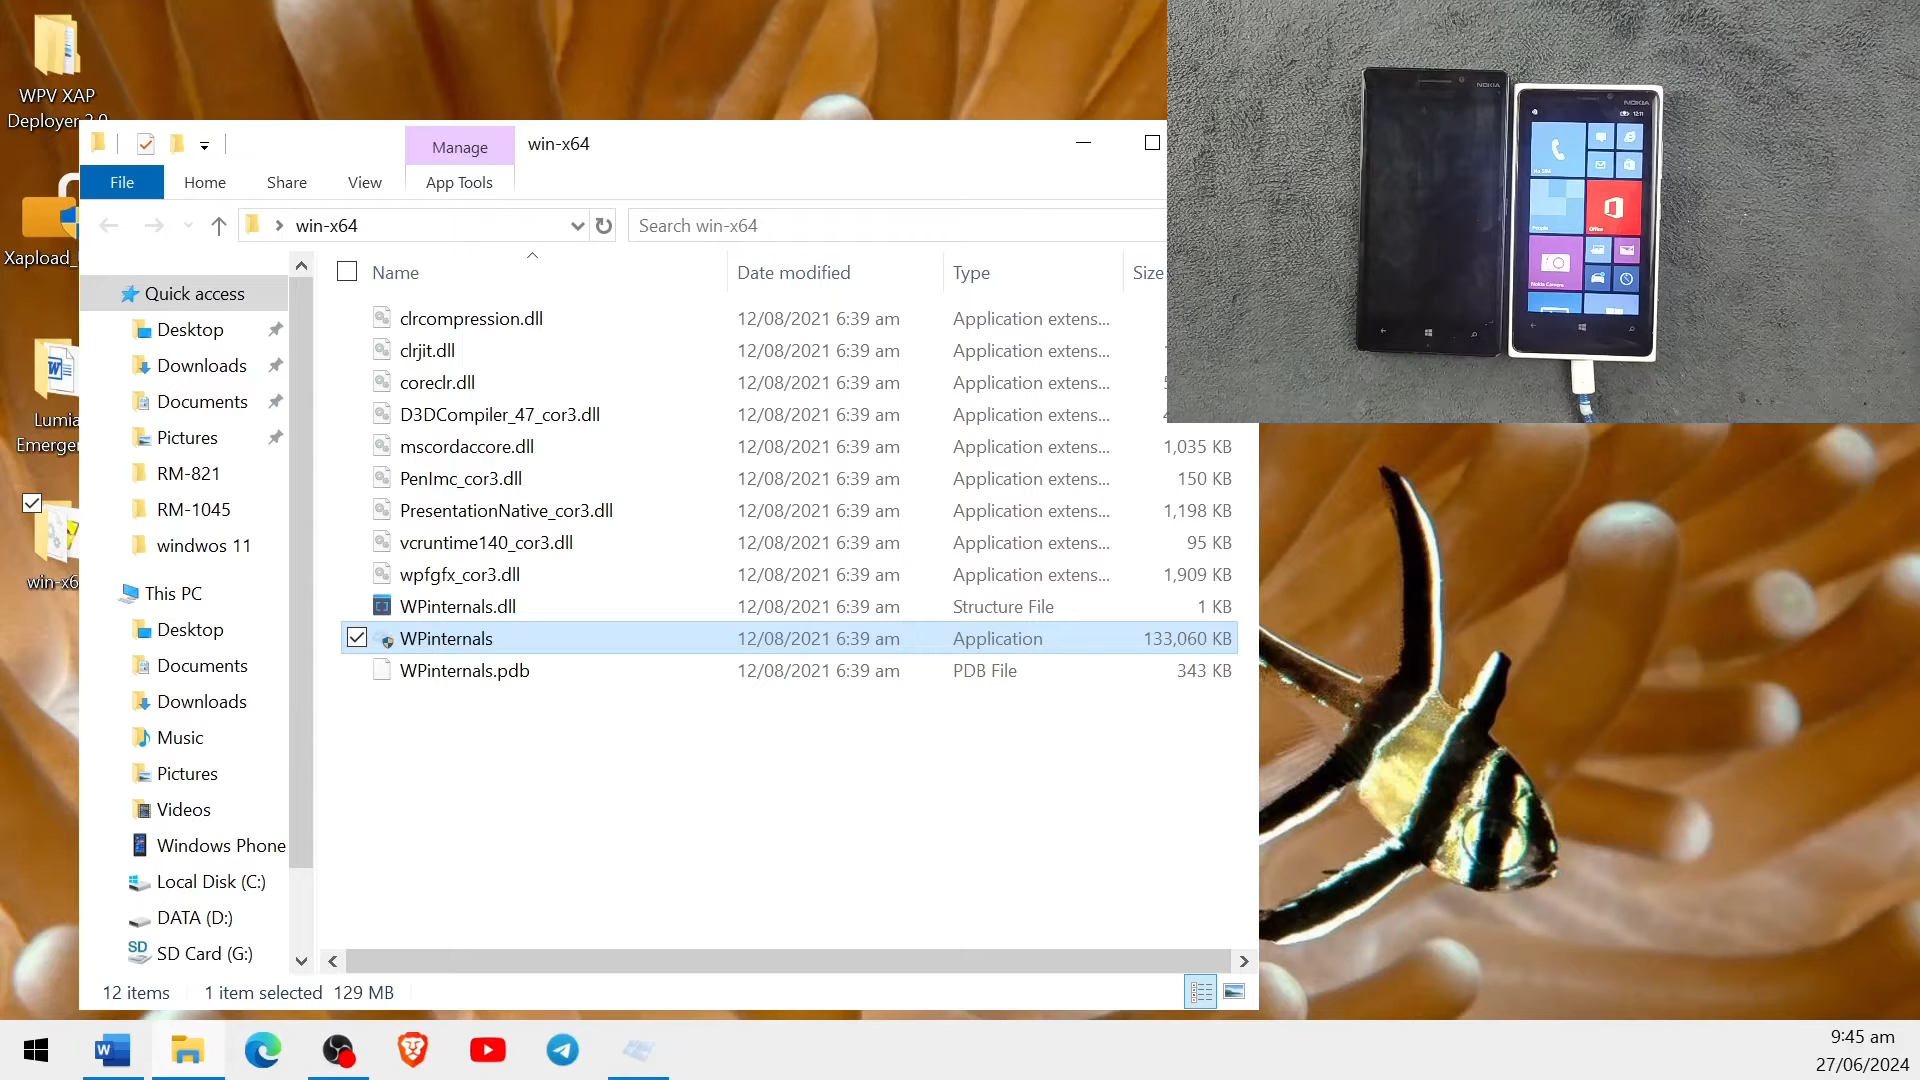 WPV XAP
Deployer 2.0
Xapload_
Lumia
Emergen
win-x6
Manage
win-x64
File
Home
Share
View
App Tools
win-x64
Search win-x64
Name
Date modified
Type
Size
Quick access
Desktop
Downloads
Documents
Pictures
RM-821
RM-1045
windwos 11
This PC
Desktop
Documents
Downloads
Music
Pictures
Videos
Windows Phone
Local Disk (C:)
DATA (D:)
SD Card (G:)
clrcompression.dll 12/08/2021 6:39 am Application extens...
clrjit.dll 12/08/2021 6:39 am Application extens...
coreclr.dll 12/08/2021 6:39 am Application extens...
D3DCompiler_47_cor3.dll 12/08/2021 6:39 am Application extens...
mscordaccore.dll 12/08/2021 6:39 am Application extens... 1,035 KB
PenImc_cor3.dll 12/08/2021 6:39 am Application extens... 150 KB
PresentationNative_cor3.dll 12/08/2021 6:39 am Application extens... 1,198 KB
vcruntime140_cor3.dll 12/08/2021 6:39 am Application extens... 95 KB
wpfgfx_cor3.dll 12/08/2021 6:39 am Application extens... 1,909 KB
WPinternals.dll 12/08/2021 6:39 am Structure File 1 KB
WPinternals 12/08/2021 6:39 am Application 133,060 KB
WPinternals.pdb 12/08/2021 6:39 am PDB File 343 KB
12 items 1 item selected 129 MB
NOKIA
NOKIA
12:11
No SIM
People
Office
Nokia Camera
SD
W
9:45 am
27/06/2024